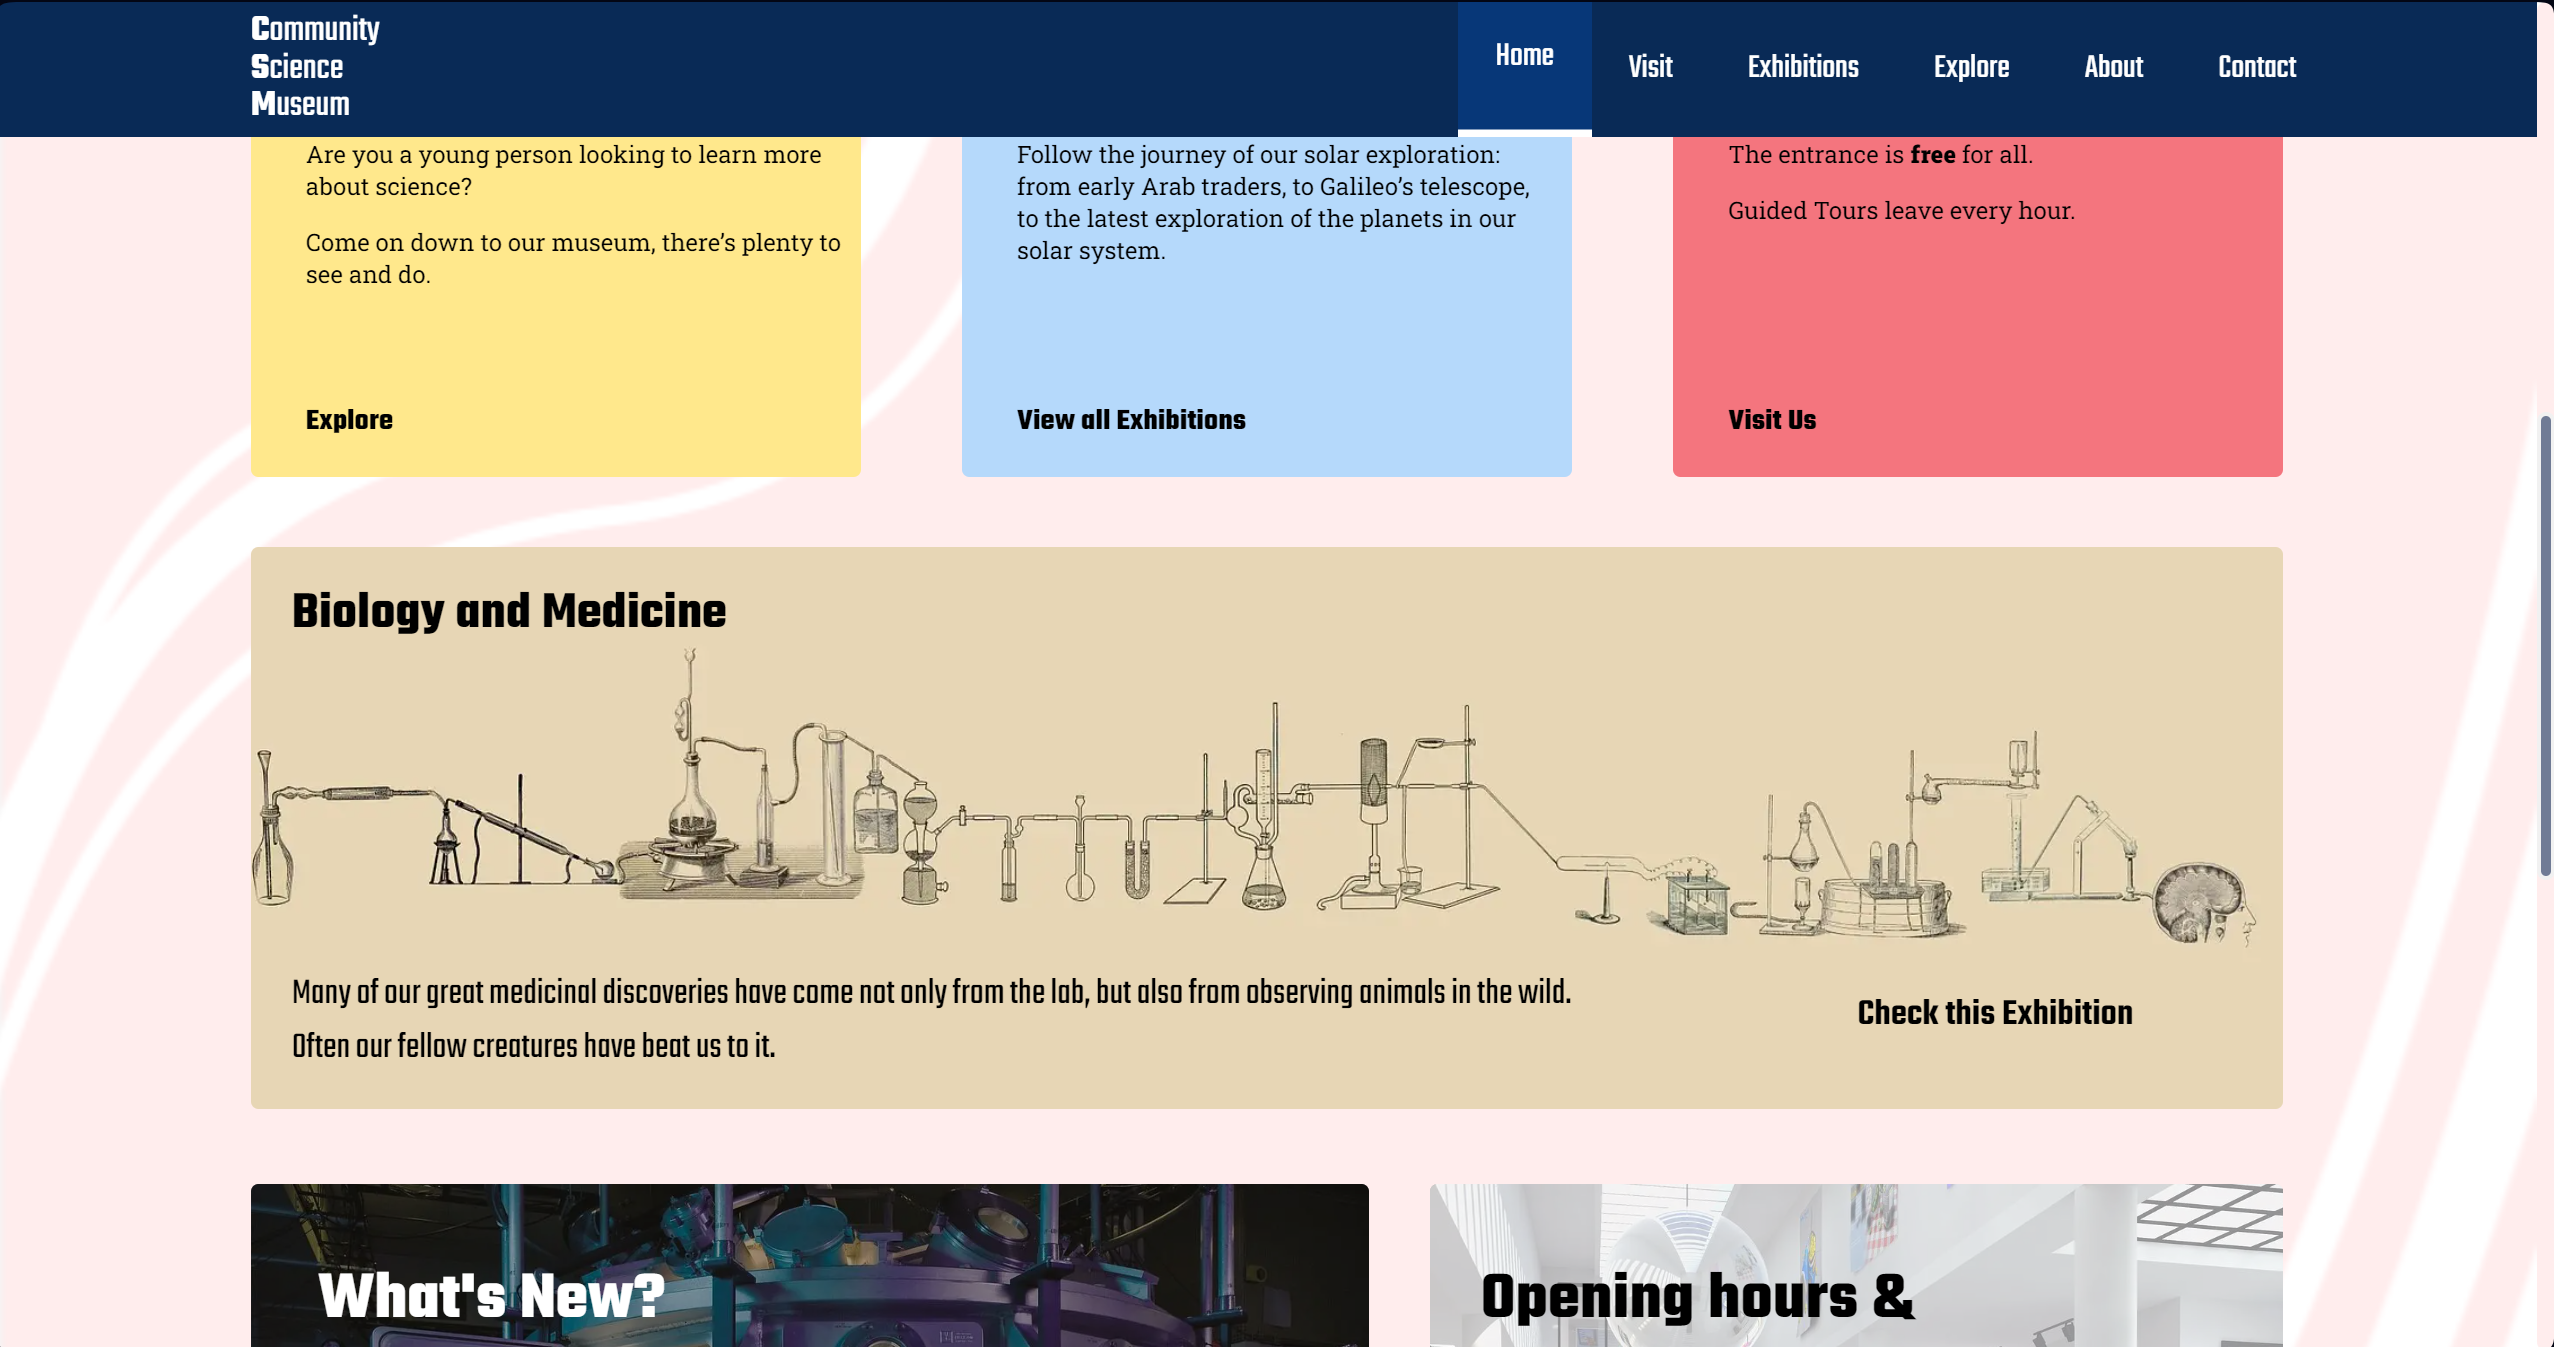 Community
Science
Museum
Home
Visit
Exhibitions
Explore
About
Contact
Are you a young person looking to learn more
about science?
Come on down to our museum, there’s plenty to
see and do.
Explore
Follow the journey of our solar exploration:
from early Arab traders, to Galileo’s telescope,
to the latest exploration of the planets in our
solar system.
View all Exhibitions
The entrance is free for all.
Guided Tours leave every hour.
Visit Us
Biology and Medicine
Many of our great medicinal discoveries have come not only from the lab, but also from observing animals in the wild.
Often our fellow creatures have beat us to it.
Check this Exhibition
What's New?
Opening hours &